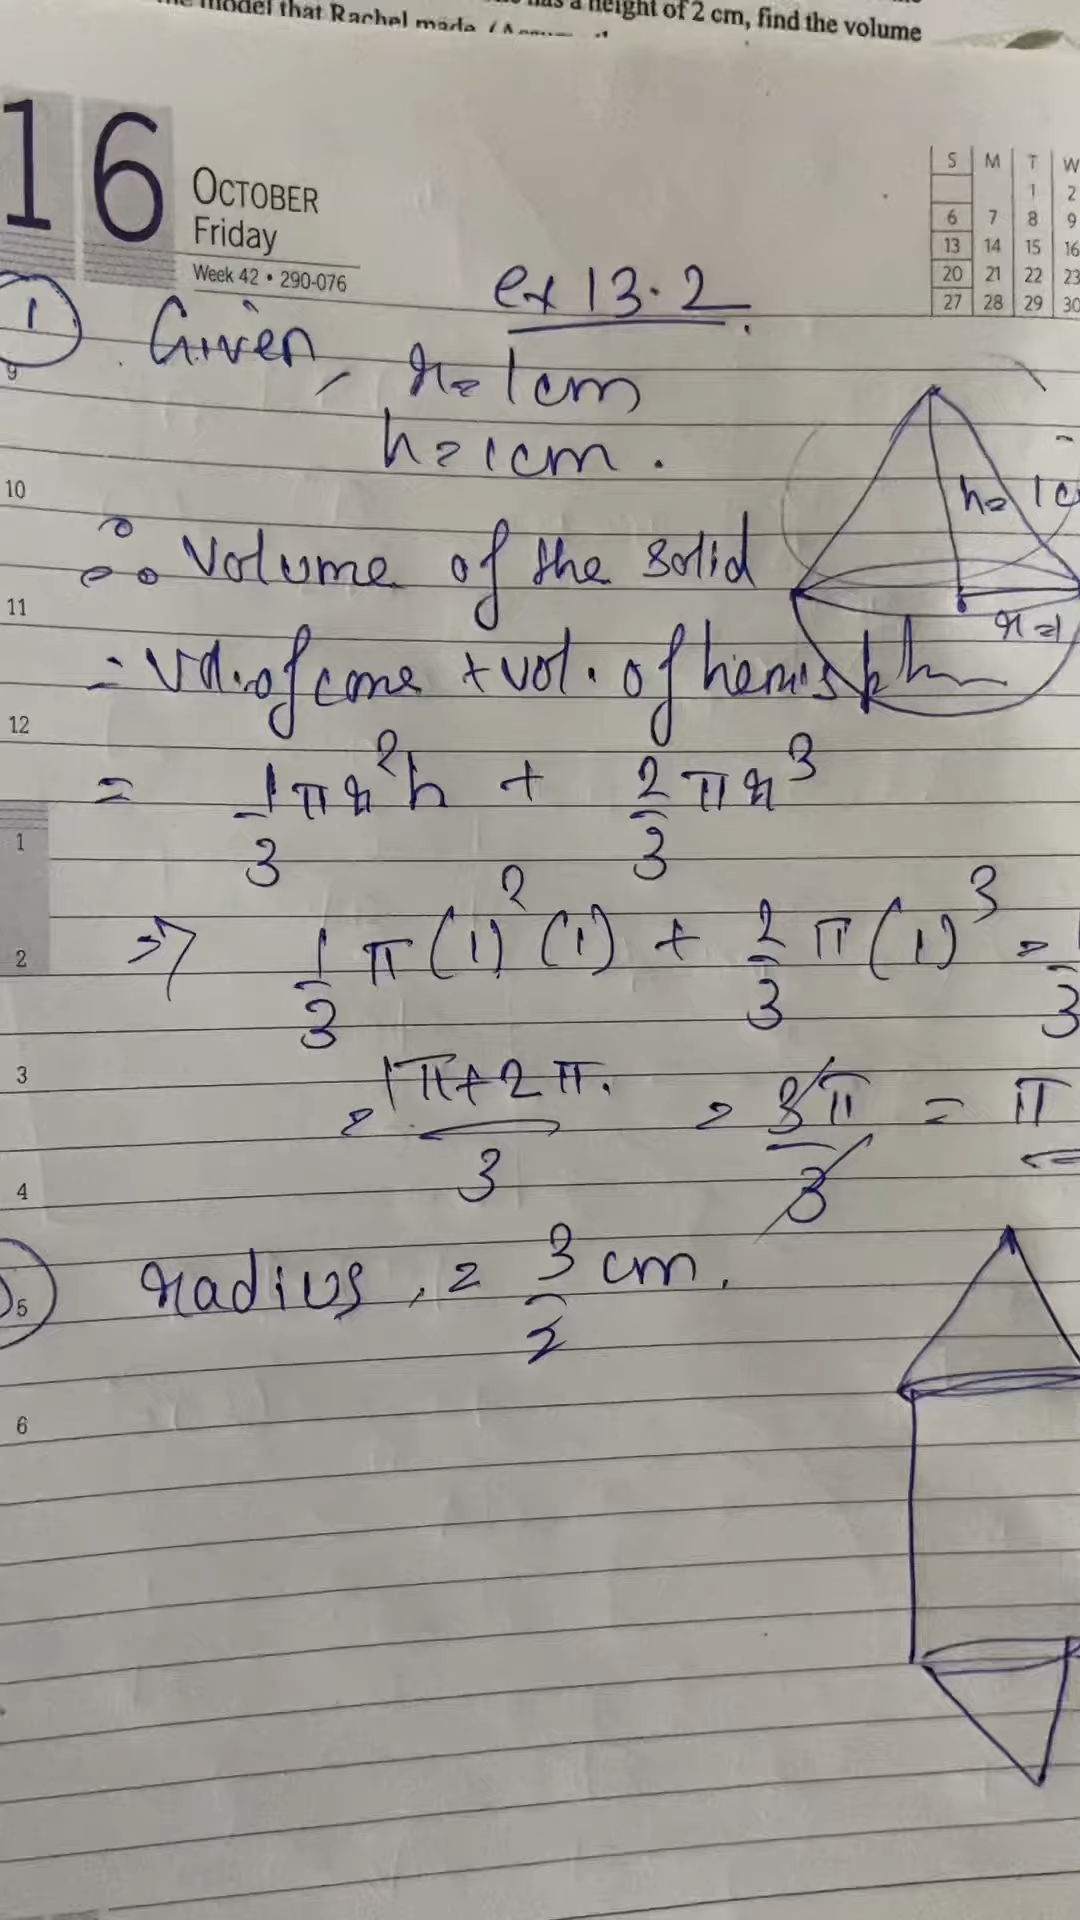 has a height of 2 cm, find the volume
model that Rachel made.
16
OCTOBER
Friday
Week 42 • 290-076
S M T W
1 2
6 7 8 9
13 14 15 16
20 21 22 23
27 28 29 30
ex 13.2
1 Given, r = 1cm
h = 1cm.
h = 1c
r = 1
∴ Volume of the solid
= Vol. of cone + vol. of hemisph
= 1/3 πr²h + 2/3 πr³
⇒ 1/3 π(1)²(1) + 2/3 π(1)³ =
= 1π + 2π. / 3 = 3π/3 = π
radius, = 3/2 cm.
9
10
11
12
1
2
3
4
5
6